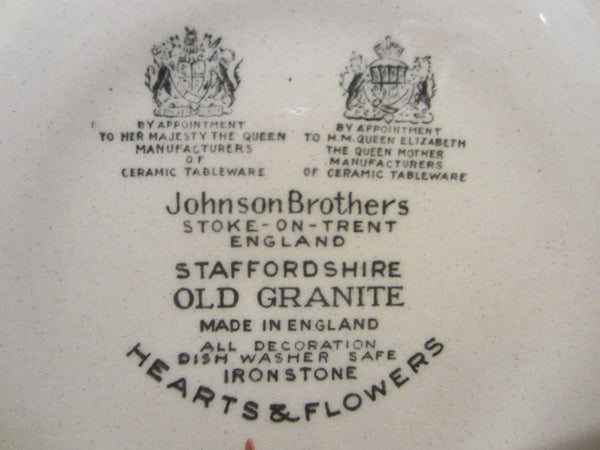 BY APPOINTMENT
TO HER MAJESTY THE QUEEN
MANUFACTURERS
OF
CERAMIC TABLEWARE
BY APPOINTMENT
TO H.M. QUEEN ELIZABETH
THE QUEEN MOTHER
MANUFACTURERS
OF CERAMIC TABLEWARE
Johnson Brothers
STOKE-ON-TRENT
ENGLAND
STAFFORDSHIRE
OLD GRANITE
MADE IN ENGLAND
ALL DECORATION
DISH WASHER SAFE
IRONSTONE
HEARTS & FLOWERS